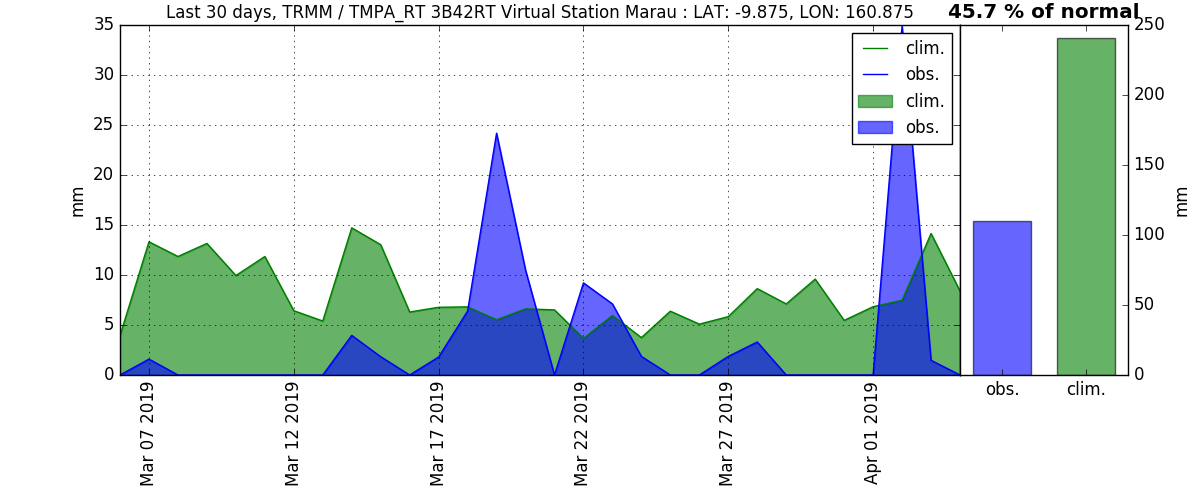 Last 30 days, TRMM / TMPA_RT 3B42RT Virtual Station Marau : LAT: -9.875, LON: 160.875
45.7 % of normal
35
30
25
20
15
10
5
0
mm
clim.
obs.
clim.
obs.
Mar 07 2019
Mar 12 2019
Mar 17 2019
Mar 22 2019
Mar 27 2019
Apr 01 2019
250
200
150
100
50
0
mm
obs.
clim.